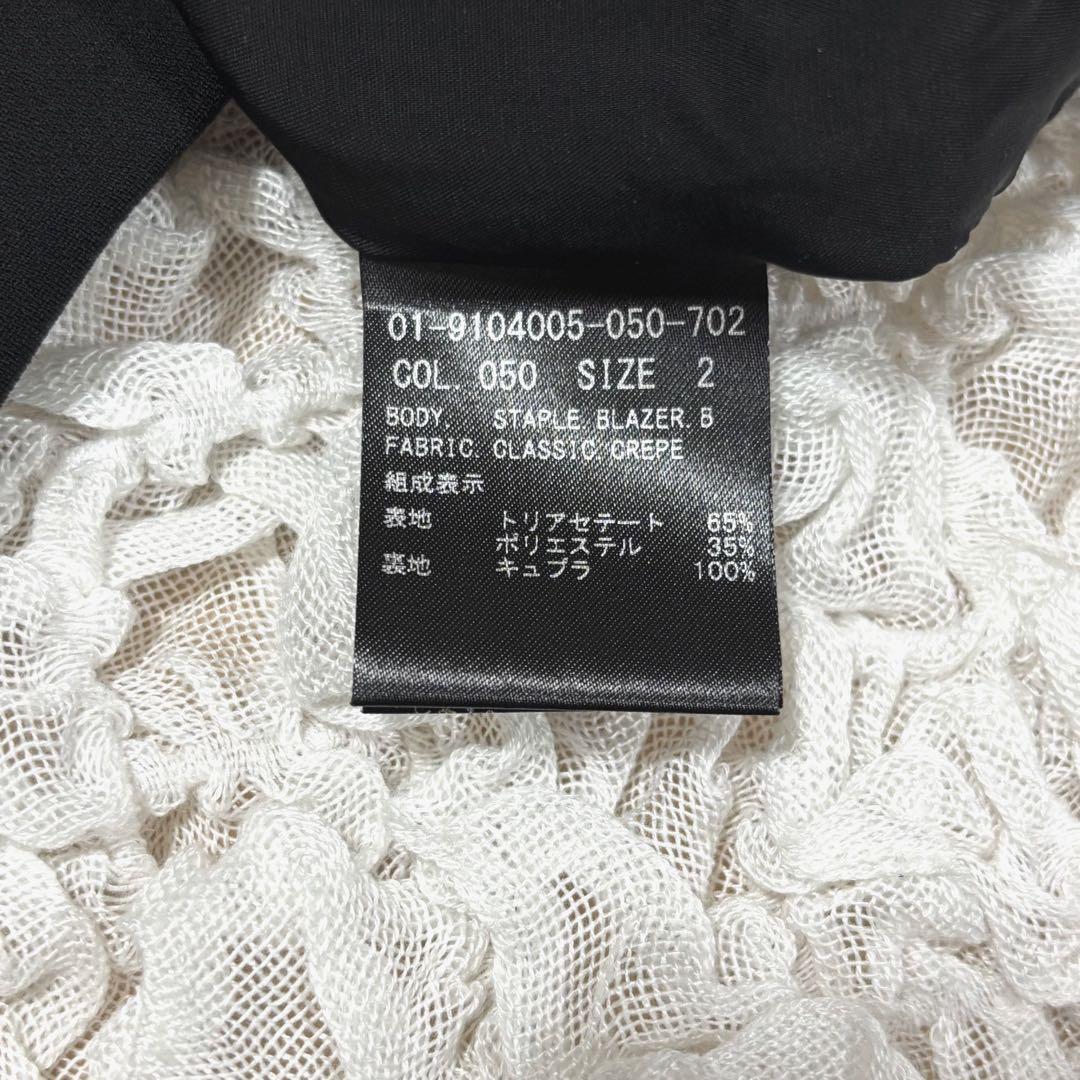 01-9104005-050-702
COL. 050 SIZE 2
BODY. STAPLE BLAZER.B
FABRIC. CLASSIC CREPE
組成表示
表地 トリアセテート 65%
ポリエステル 35%
裏地 キュプラ 100%